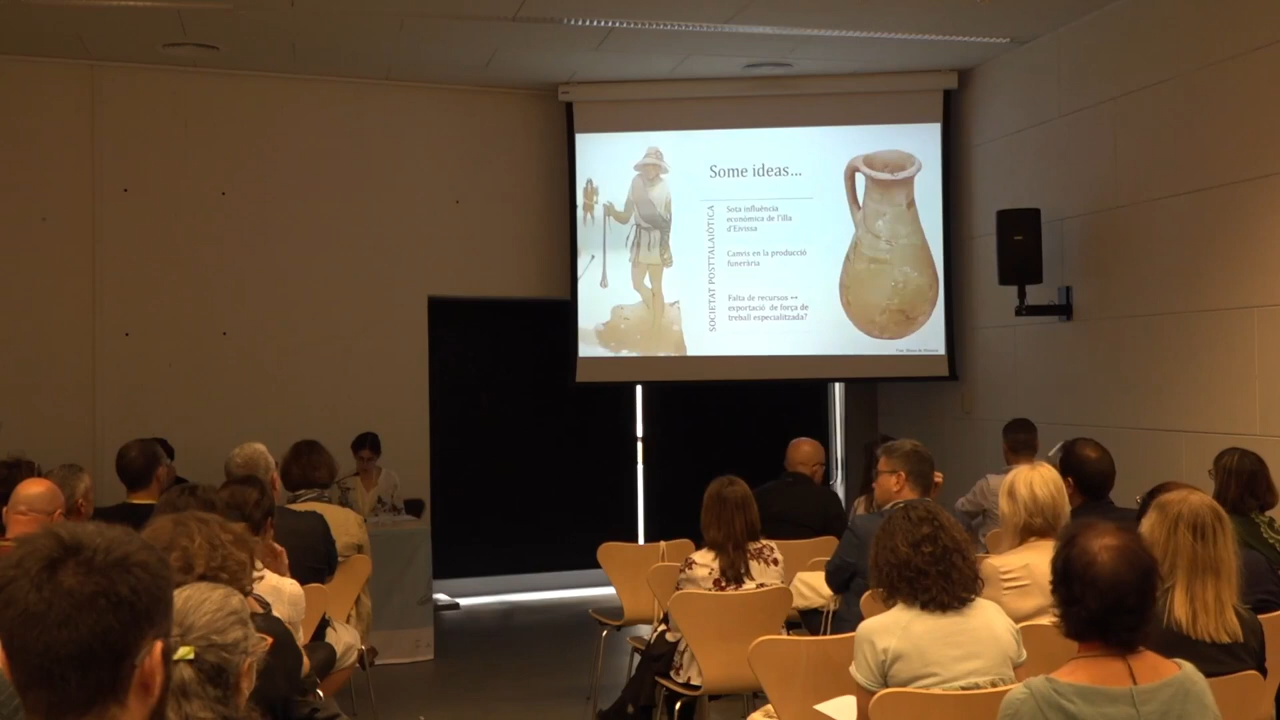 Some ideas...
SOCIETAT POSTTALAIÒTICA
Sota influència
econòmica de l'illa
d'Eivissa
Canvis en la producció
funerària
Falta de recursos ↔
exportació de força de
treball especialitzada?